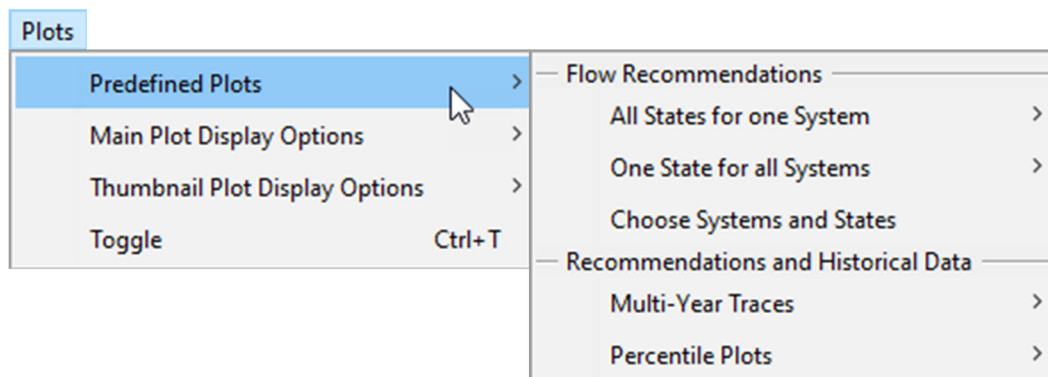 Plots
Predefined Plots
Main Plot Display Options
Thumbnail Plot Display Options
Toggle Ctrl+T
Flow Recommendations
All States for one System
One State for all Systems
Choose Systems and States
Recommendations and Historical Data
Multi-Year Traces
Percentile Plots